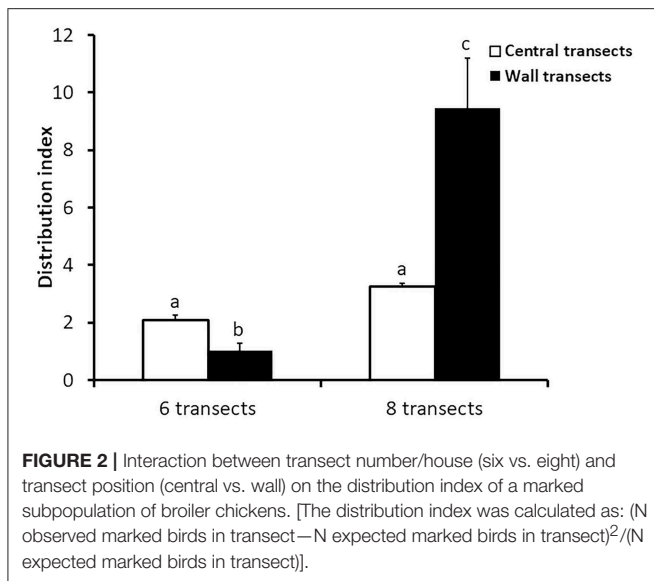 12
10
8
6
4
2
0
Distribution index
Central transects
Wall transects
a
b
a
c
6 transects
8 transects
FIGURE 2 | Interaction between transect number/house (six vs. eight) and
transect position (central vs. wall) on the distribution index of a marked
subpopulation of broiler chickens. [The distribution index was calculated as: (N
observed marked birds in transect—N expected marked birds in transect)²/(N
expected marked birds in transect)].